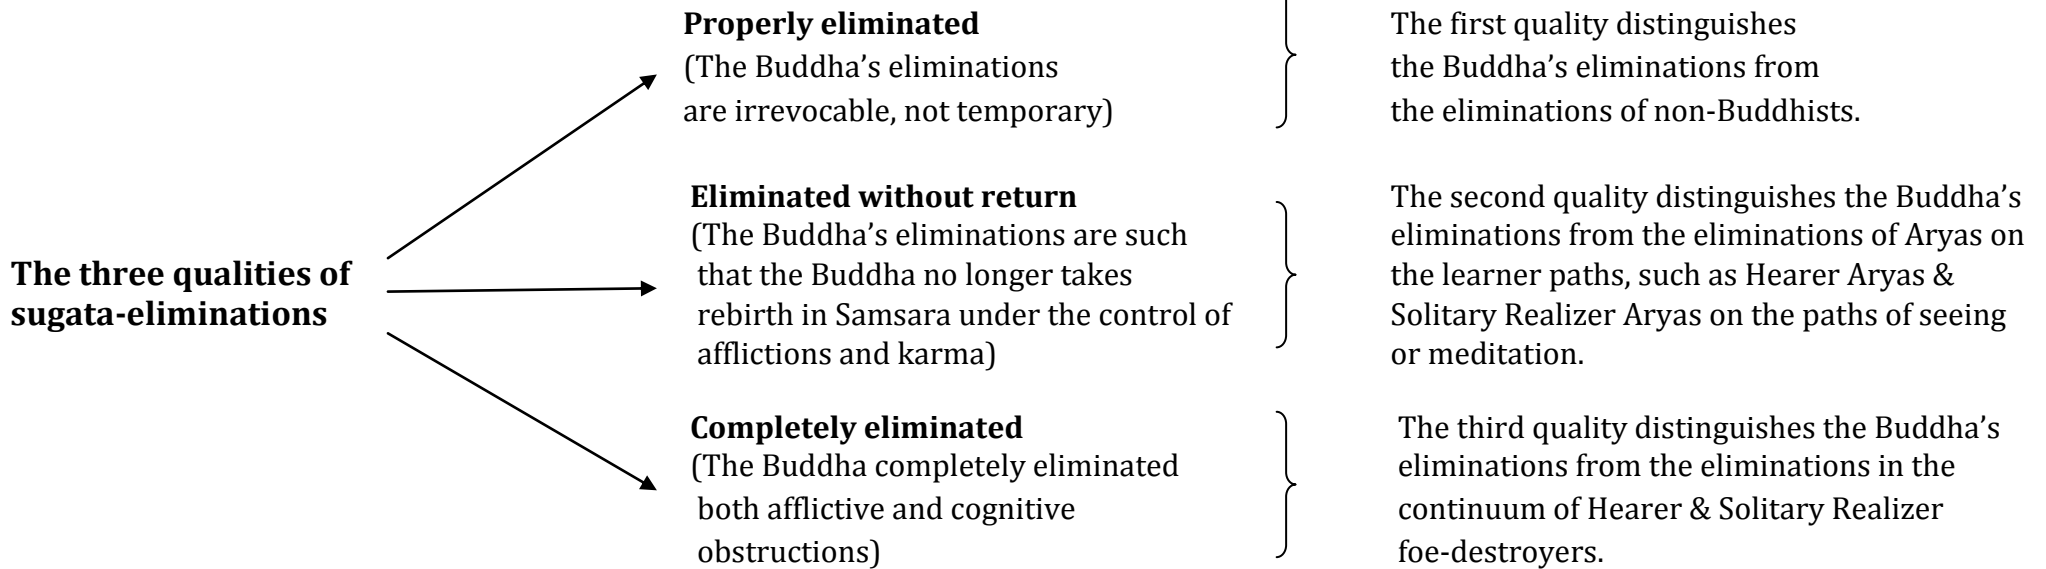 The three qualities of
sugata-eliminations
Properly eliminated
(The Buddha’s eliminations
are irrevocable, not temporary)
The first quality distinguishes
the Buddha’s eliminations from
the eliminations of non-Buddhists.
Eliminated without return
(The Buddha’s eliminations are such
that the Buddha no longer takes
rebirth in Samsara under the control of
afflictions and karma)
The second quality distinguishes the Buddha’s
eliminations from the eliminations of Aryas on
the learner paths, such as Hearer Aryas &
Solitary Realizer Aryas on the paths of seeing
or meditation.
Completely eliminated
(The Buddha completely eliminated
both afflictive and cognitive
obstructions)
The third quality distinguishes the Buddha’s
eliminations from the eliminations in the
continuum of Hearer & Solitary Realizer
foe-destroyers.